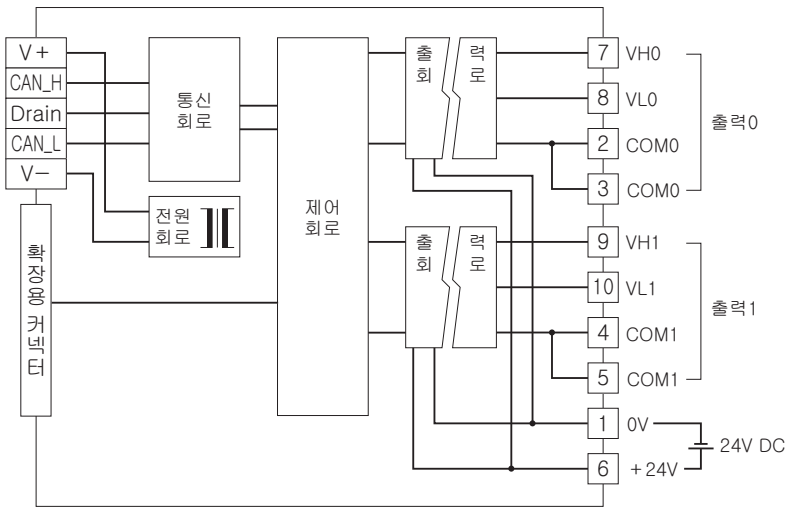 V+
CAN_H
Drain
CAN_L
V-
확장용 커넥터
통신
회로
전원
회로
제어
회로
출 력
회 로
7 VH0
8 VL0
2 COM0
3 COM0
출력0
출 력
회 로
9 VH1
10 VL1
4 COM1
5 COM1
출력1
1 0V
6 +24V
24V DC